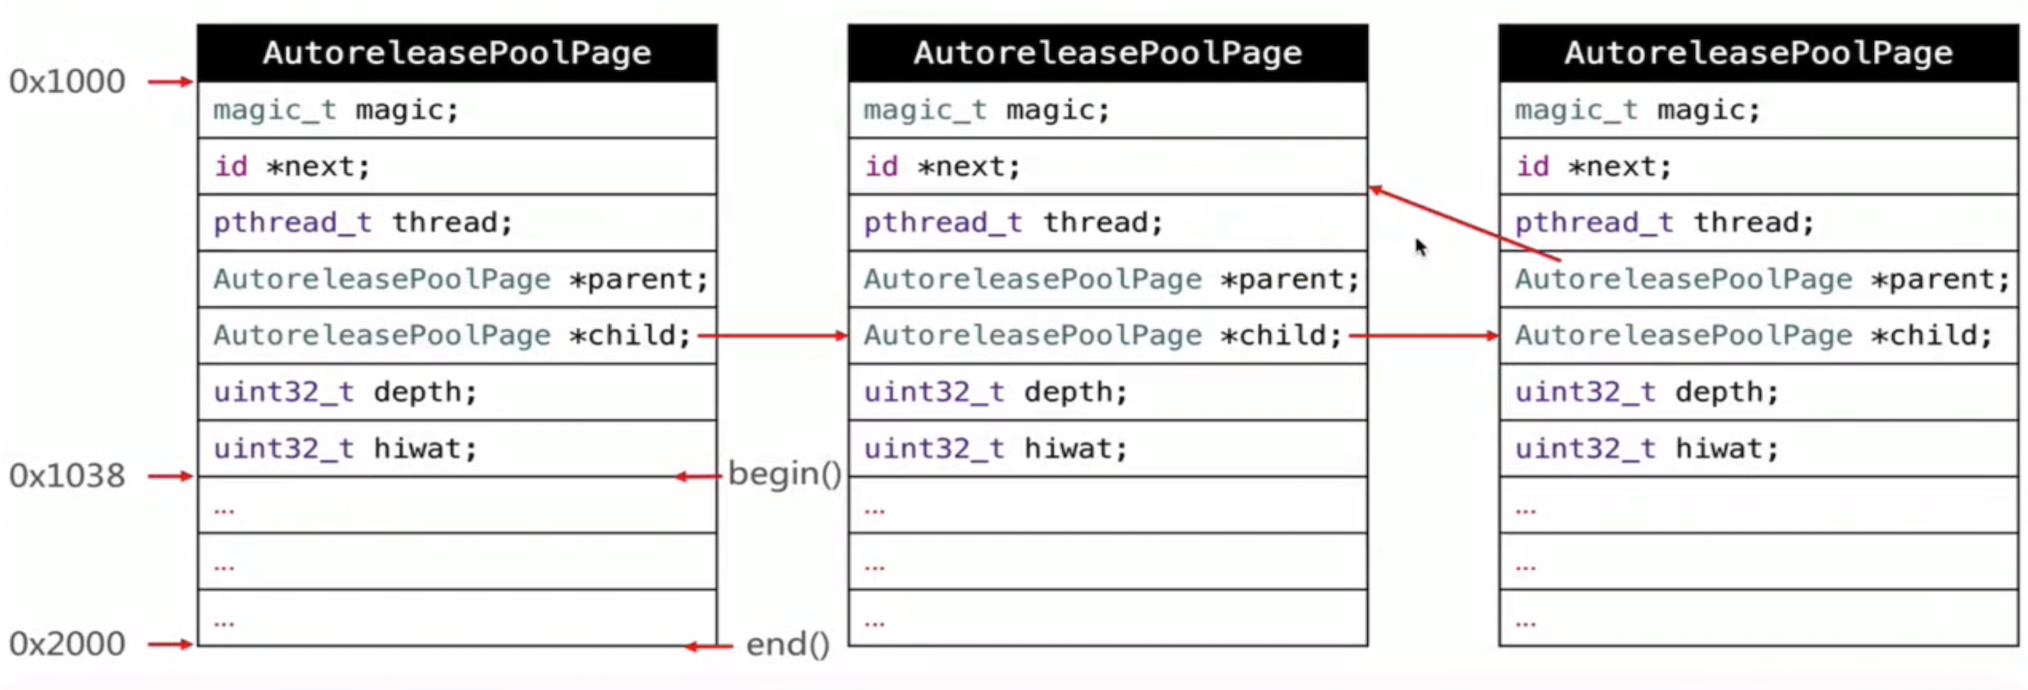 AutoreleasePoolPage
0x1000
magic_t magic;
id *next;
pthread_t thread;
AutoreleasePoolPage *parent;
AutoreleasePoolPage *child;
uint32_t depth;
uint32_t hiwat;
0x1038
begin()
...
...
...
0x2000
end()
AutoreleasePoolPage
magic_t magic;
id *next;
pthread_t thread;
AutoreleasePoolPage *parent;
AutoreleasePoolPage *child;
uint32_t depth;
uint32_t hiwat;
...
...
...
AutoreleasePoolPage
magic_t magic;
id *next;
pthread_t thread;
AutoreleasePoolPage *parent;
AutoreleasePoolPage *child;
uint32_t depth;
uint32_t hiwat;
...
...
...